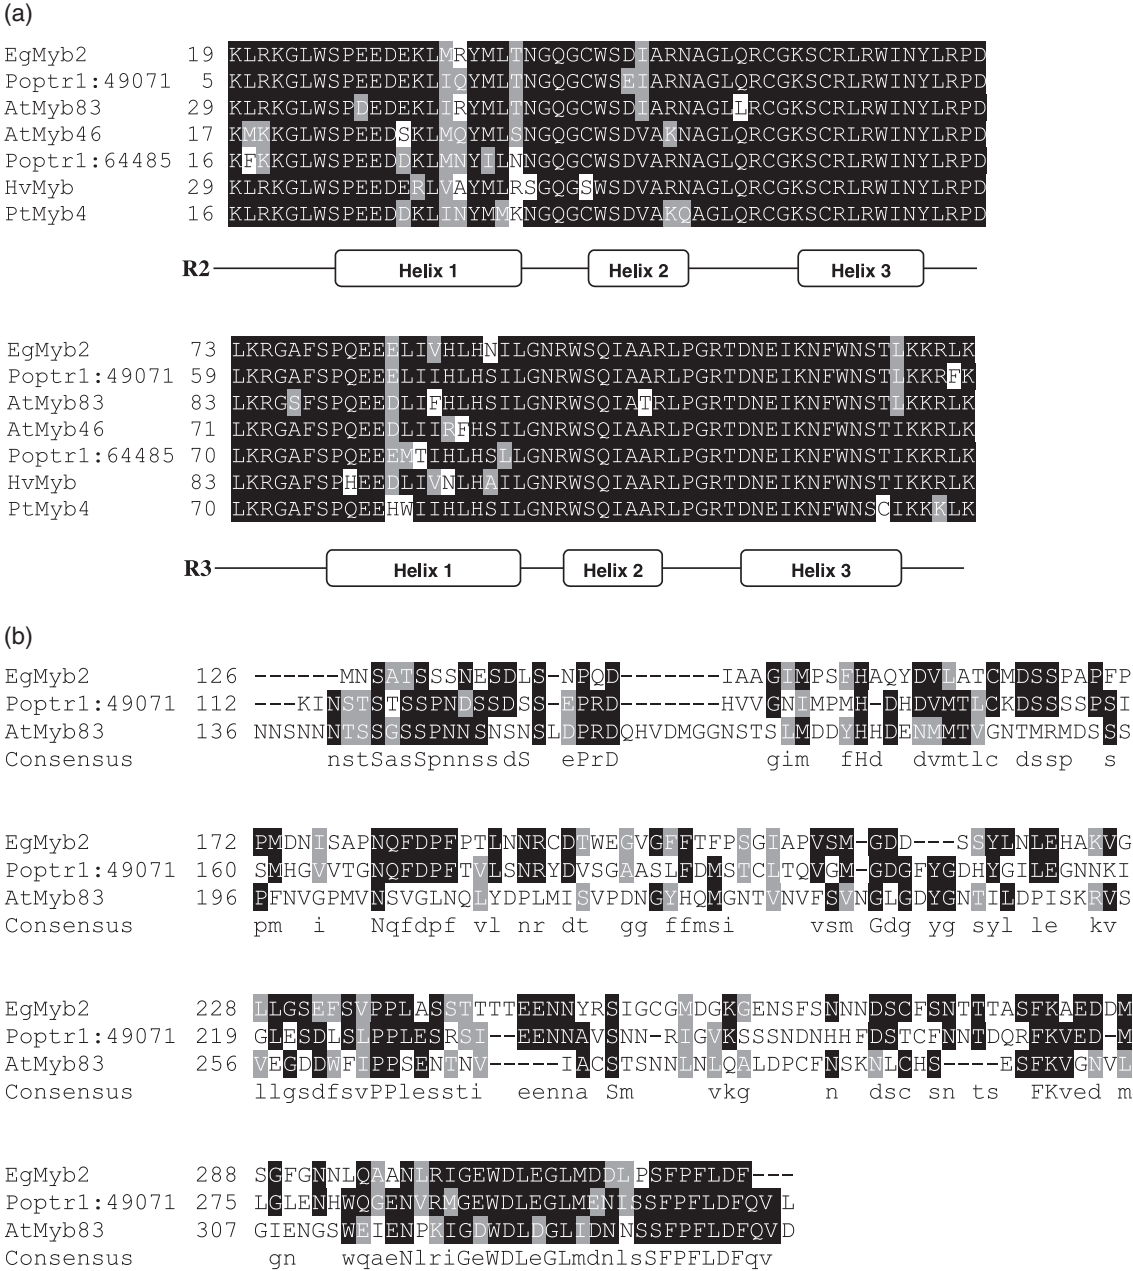 (a)
EgMyb2 19 KLRKGLWSPEEDEKLMRYMLTNGQGCWSDIARNAGLQRCGKSCRLRWINYLRPD
Poptr1:49071 5 KLRKGLWSPEEDEKLIQYMLTNGQGCWSEIARNAGLQRCGKSCRLRWINYLRPD
AtMyb83 29 KLRKGLWSPDEDEKLIRYMLTNGQGCWSDIARNAGLLRCGKSCRLRWINYLRPD
AtMyb46 17 KMKKGLWSPEEDSKLMQYMLSNGQGCWSDVAKNAGLQRCGKSCRLRWINYLRPD
Poptr1:64485 16 KFKKGLWSPEEDDKLMNYILNNGQGCWSDVARNAGLQRCGKSCRLRWINYLRPD
HvMyb 29 KLRKGLWSPEEDERLVAYMLRSGQGSWSDVARNAGLQRCGKSCRLRWINYLRPD
PtMyb4 16 KLRKGLWSPEEDDKLINYMMKNGQGCWSDVAKQAGLQRCGKSCRLRWINYLRPD
R2 Helix 1 Helix 2 Helix 3
EgMyb2 73 LKRGAFSPQEEELIVHLHNILGNRWSQIAARLPGRTDNEIKNFWNSTLKKRLK
Poptr1:49071 59 LKRGAFSPQEEELIIHLHSILGNRWSQIAARLPGRTDNEIKNFWNSTLKKRFK
AtMyb83 83 LKRGSFSPQEEDLIFHLHSILGNRWSQIATRLPGRTDNEIKNFWNSTLKKRLK
AtMyb46 71 LKRGAFSPQEEDLIIRFHSILGNRWSQIAARLPGRTDNEIKNFWNSTIKKRLK
Poptr1:64485 70 LKRGAFSPQEEEMTIHLHSLLGNRWSQIAARLPGRTDNEIKNFWNSTIKKRLK
HvMyb 83 LKRGAFSPHEEDLIVNLHAILGNRWSQIAARLPGRTDNEIKNFWNSTIKKRLK
PtMyb4 70 LKRGAFSPQEEHWIIHLHSILGNRWSQIAARLPGRTDNEIKNFWNSCIKKKLK
R3 Helix 1 Helix 2 Helix 3
(b)
EgMyb2 126 ------MNSATSSSNESDLS-NPQD-------IAAGIMPSFHAQYDVLATCMDSSPAPFP
Poptr1:49071 112 ---KINSTSTSSPNDSSDSS-EPRD-------HVVGNIMPMH-DHDVMTLCKDSSSSPSI
AtMyb83 136 NNSNNNTSSGSSPNNSNSNSLDPRDQHVDMGGNSTSLMDDYHHDENMMTVGNTMRMDSSS
Consensus nstSasSpnnssdS ePrD gim fHd dvmtlc dssp s
EgMyb2 172 PMDNISAPNQFDPFPTLNNRCDTWEGVGFFTFPSGIAPVSM-GDD---SSYLNLEHAKVG
Poptr1:49071 160 SMHGVVTGNQFDPFTVLSNRYDVSGAASLFDMSTCLTQVGM-GDGFYGDHYGILEGNNKI
AtMyb83 196 PFNVGPMVNSVGLNQLYDPLMISVPDNGYHQMGNTVNVFSVNGLGDYGNTILDPISKRVS
Consensus pm i Nqfdpf vl nr dt gg ffmsi vsm Gdg yg syl le kv
EgMyb2 228 LLGSEFSVPPLASSTTTTEENNYRSIGCGMDGKGENSFSNNNDSCFSNTTTASFKAEDDM
Poptr1:49071 219 GLESDLSLPPLESRSI--EENNAVSNN-RIGVKSSSNDNHHFDSTCFNNTDQRFKVED-M
AtMyb83 256 VEGDDWFIPPSENTNV-----IACSTSNNLNLQALDPCFNSKNLCHS----ESFKVGNVL
Consensus llgsdfsvPPlessti eenna Sm vkg n dsc sn ts FKved m
EgMyb2 288 SGFGNNLQAANLRIGEWDLEGLMDDLPSFPFLDF---
Poptr1:49071 275 LGLENHWQGENVRMGEWDLEGLMENISSFPFLDFQV L
AtMyb83 307 GIENGSWEIENPKIGDWDLDGLIDNNSSFPFLDFQVD
Consensus gn wqaeNlriGeWDLeGLmdnlsSFPFLDFqv